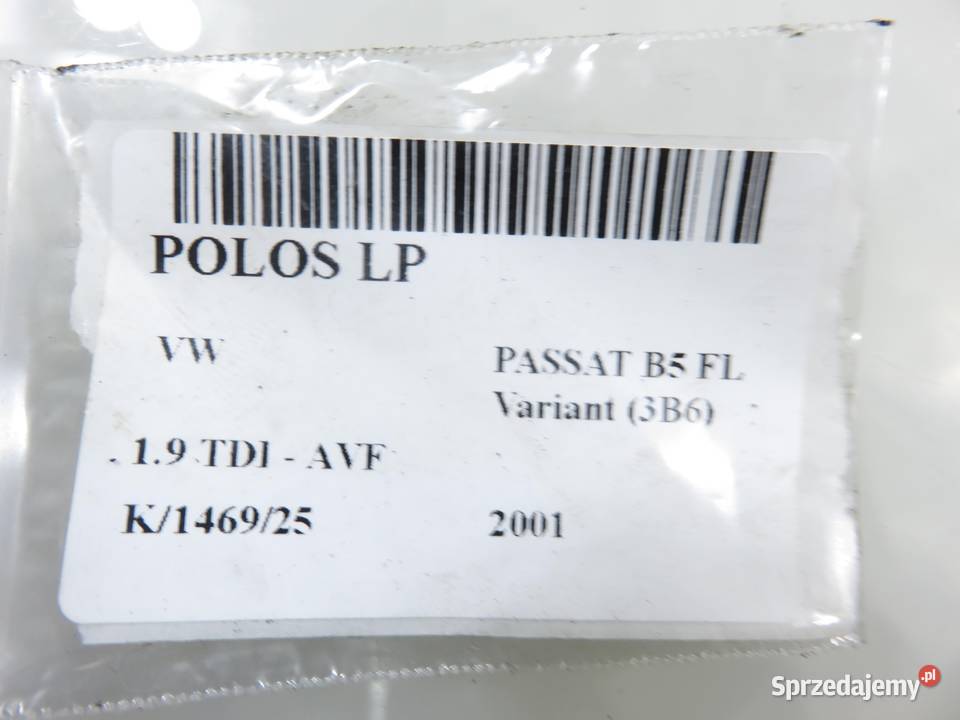 POLOS LP
VW
PASSAT B5 FL
Variant (3B6)
1.9 TDI - AVF
K/1469/25
2001
Sprzedajemy.pl